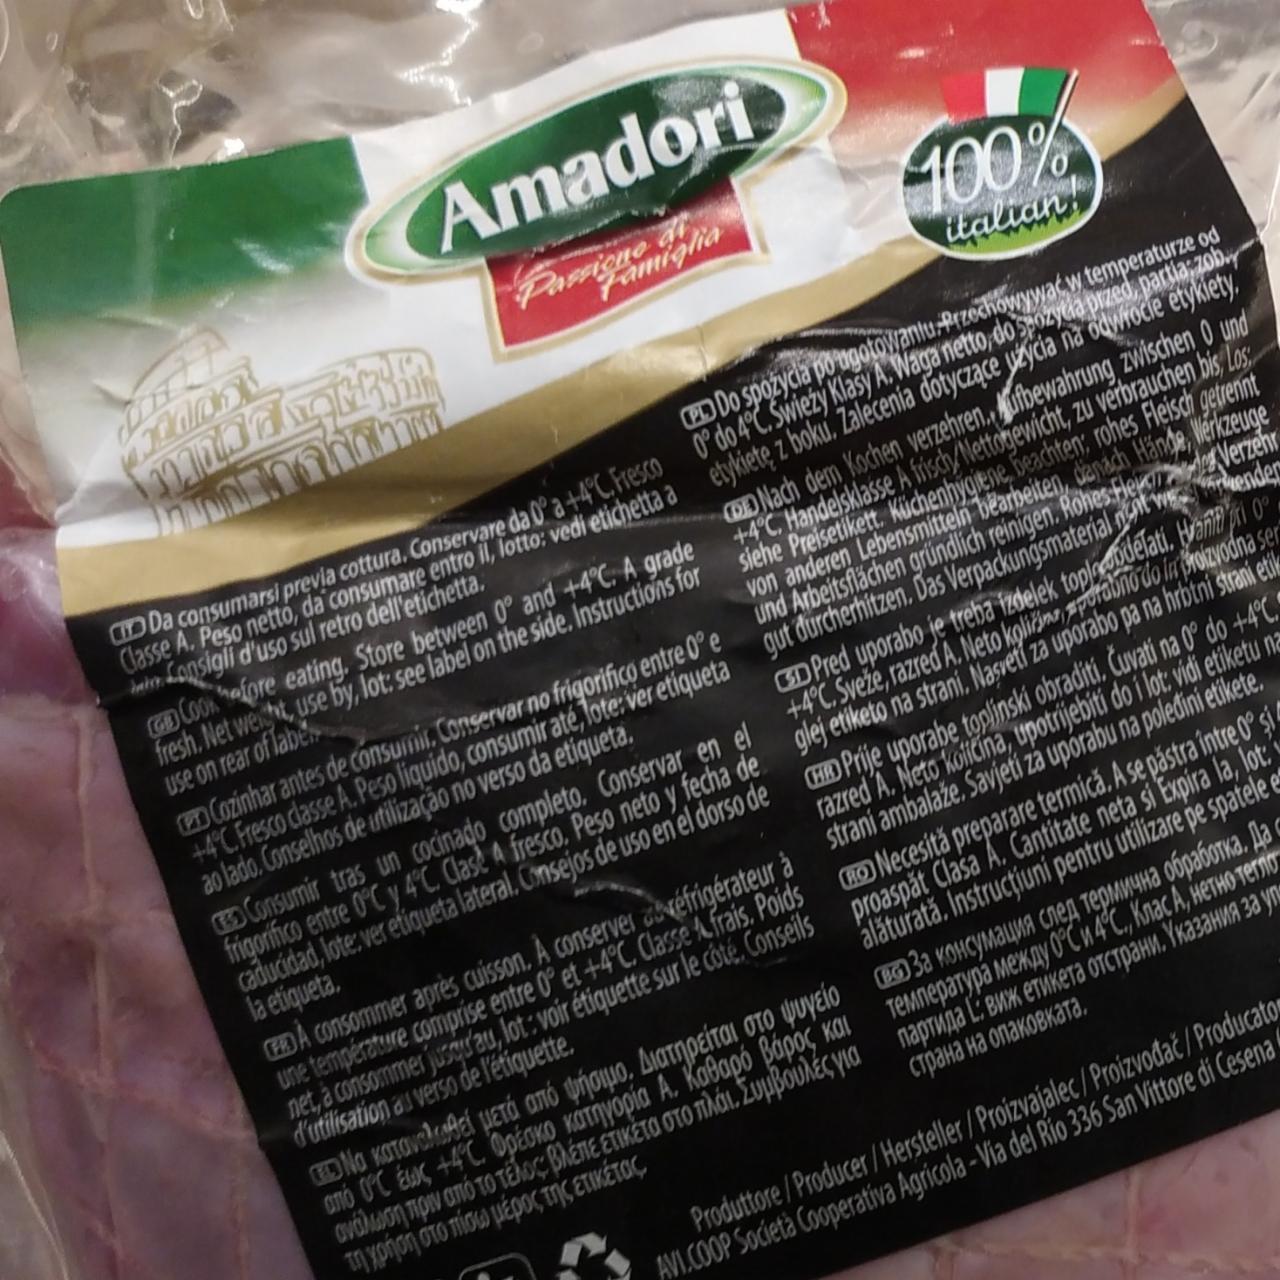 Amadori
Passione di
Famiglia
100%
italian!
IT Da consumarsi previa cottura. Conservare da 0° a +4°C. Fresco
classe A. Peso netto, da consumare entro il, lotto: vedi etichetta a
Consigli d'uso sul retro dell'etichetta.
GB eating. Store between 0° and +4°C. A grade
fresh. Net weight, use by, lot: see label on the side. Instructions for
use on rear of label
PT Cozinhar antes de consumir. Conservar no frigorífico entre 0° e
+4°C. Fresco classe A. Peso líquido, consumir até, lote: ver etiqueta
ao lado. Conselhos de utilização no verso da etiqueta.
ES Consumir tras un cocinado completo. Conservar en el
frigorífico entre 0°C y 4°C. Clase A fresco. Peso neto y fecha de
caducidad, lote: ver etiqueta lateral. Consejos de uso en el dorso de
la etiqueta.
FR À consommer après cuisson. À conserver au réfrigérateur à
une température comprise entre 0° et +4°C. Classe A frais. Poids
net, à consommer jusqu'au, lot : voir étiquette sur le côté. Conseils
d'utilisation au verso de l'étiquette.
EL Να καταναλωθεί μετά από ψήσιμο. Διατηρείται στο ψυγείο
από 0°C έως +4°C. Φρέσκο κατηγορία Α. Καθαρό βάρος και
ανάλωση πριν από το τέλος: βλέπε ετικέτα στο πλάι. Συμβουλές για
τη χρήση στο πίσω μέρος της ετικέτας.
PL Do spożycia po ugotowaniu. Przechowywać w temperaturze od
0° do 4°C. Świeży Klasy A. Waga netto, do spożycia przed, partia: zob.
etykietę z boku. Zalecenia dotyczące użycia na odwrocie etykiety.
DE Nach dem Kochen verzehren. Aufbewahrung zwischen 0 und
+4°C. Handelsklasse A frisch. Nettogewicht, zu verbrauchen bis, Los:
siehe Preisetikett. Küchenhygiene beachten: rohes Fleisch getrennt
von anderen Lebensmitteln bearbeiten, danach Hände, Werkzeuge
und Arbeitsflächen gründlich reinigen. Rohes
gut durcherhitzen. Das Verpackungsmaterial
SI Pred uporabo je treba izdelek toplo obdelati. Hraniti pri 0°
+4°C. Sveže, razred A. Neto količina, uporabno do in proizvodna
glej etiketo na strani. Nasveti za uporabo pa na hrbtni strani
HR Prije uporabe toplinski obraditi. Čuvati na 0° do +4°C.
razred A. Neto količina, upotrijebiti do i lot: vidi etiketu na
strani ambalaže. Savjeti za uporabu na poleđini etikete.
RO Necesită preparare termică. A se păstra între 0° și
proaspăt Clasa A. Cantitate neta si Expira la, lot:
alăturată. Instrucțiuni pentru utilizare pe spatele
BG За консумация след термична обработка. Да
температура между 0°C и 4°C., Клас А, нетно тегло
партида L: виж етикета отстрани. Указания за
страна на опаковката.
Produttore / Producer / Hersteller / Proizvajalec / Proizvođač / Producator
AVI.COOP Società Cooperativa Agricola - Via del Rio 336 San Vittore di Cesena